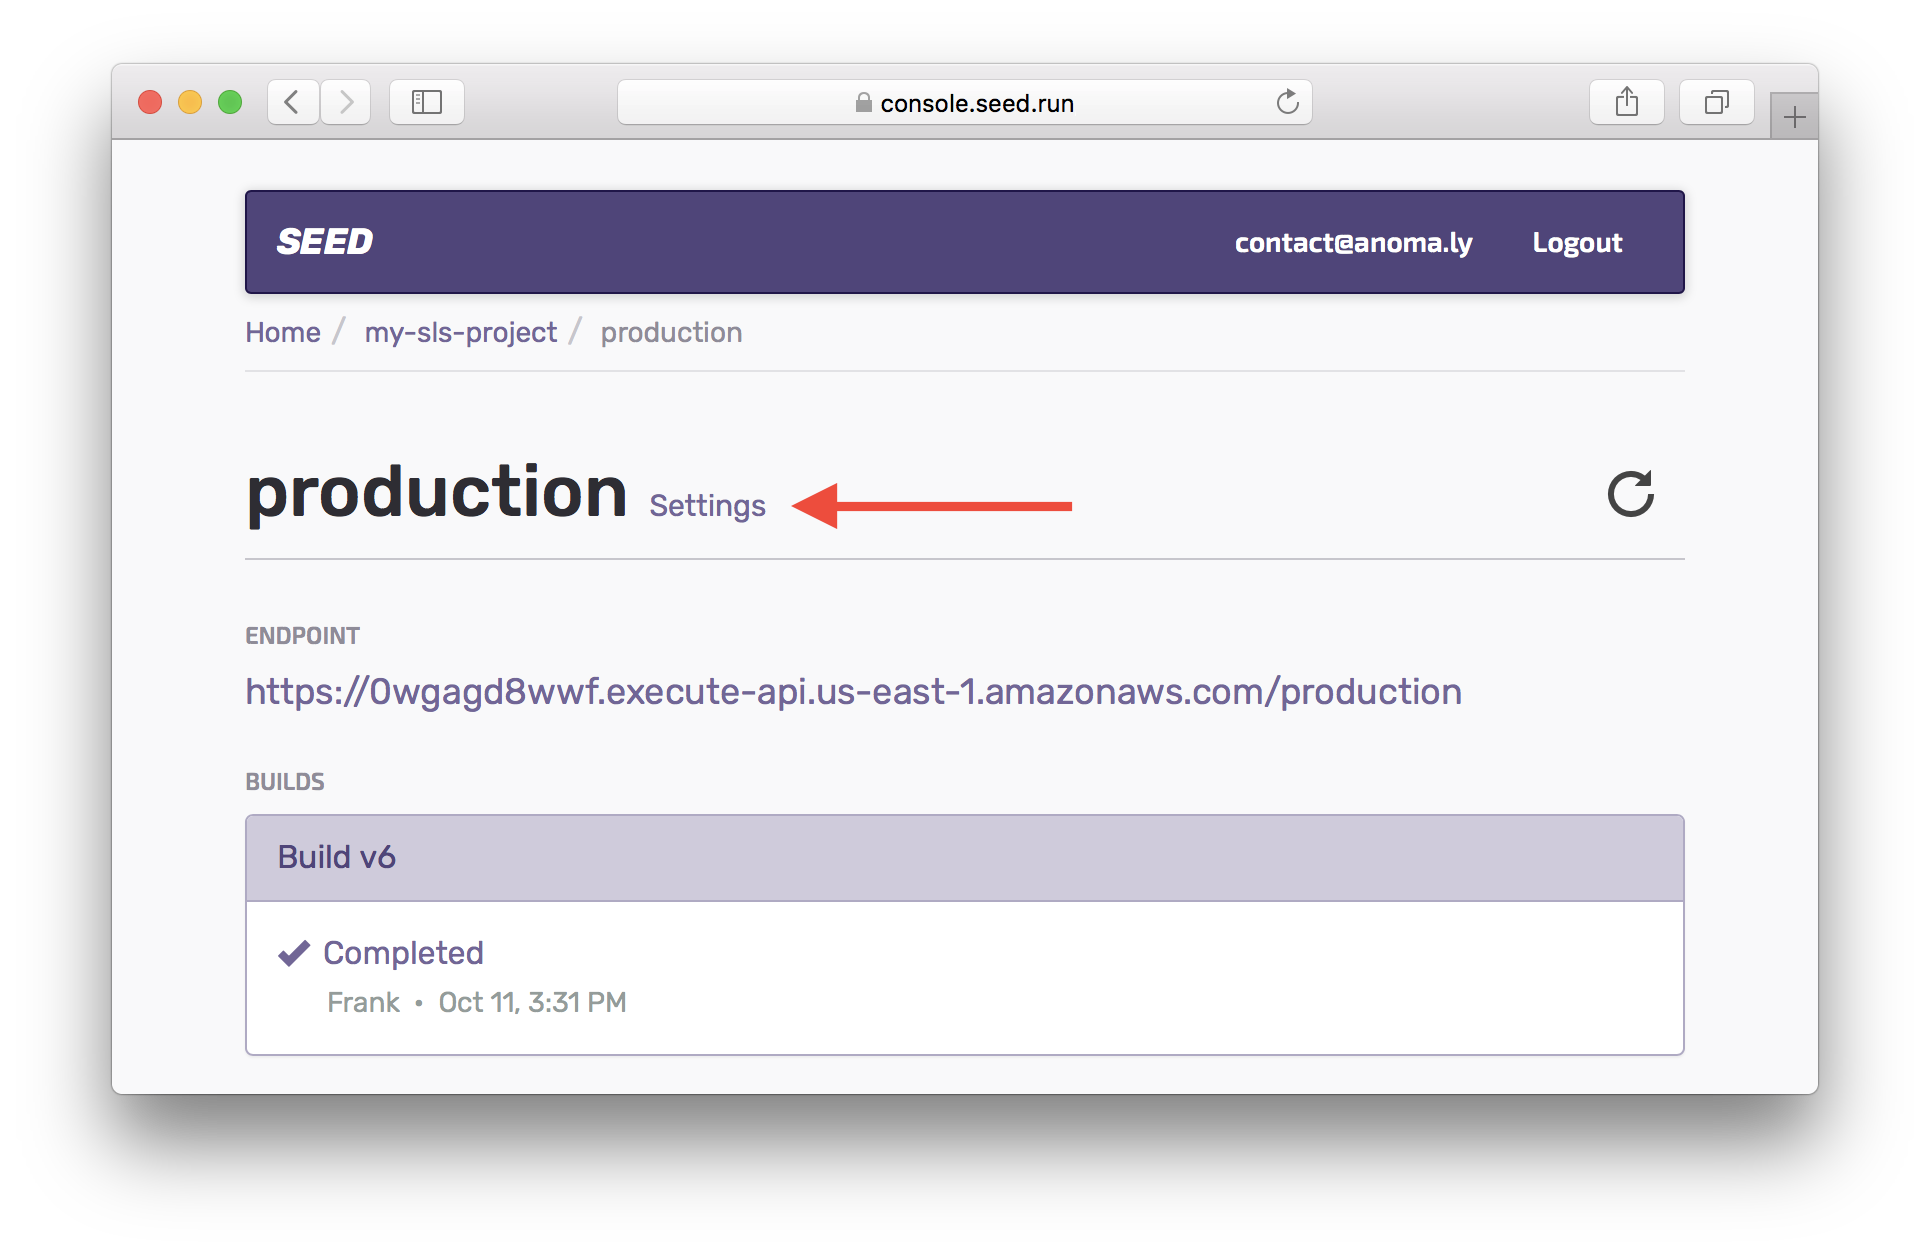 console.seed.run
SEED contact@anoma.ly Logout
Home / my-sls-project / production
production Settings
ENDPOINT
https://0wgagd8wwf.execute-api.us-east-1.amazonaws.com/production
BUILDS
Build v6
Completed
Frank • Oct 11, 3:31 PM